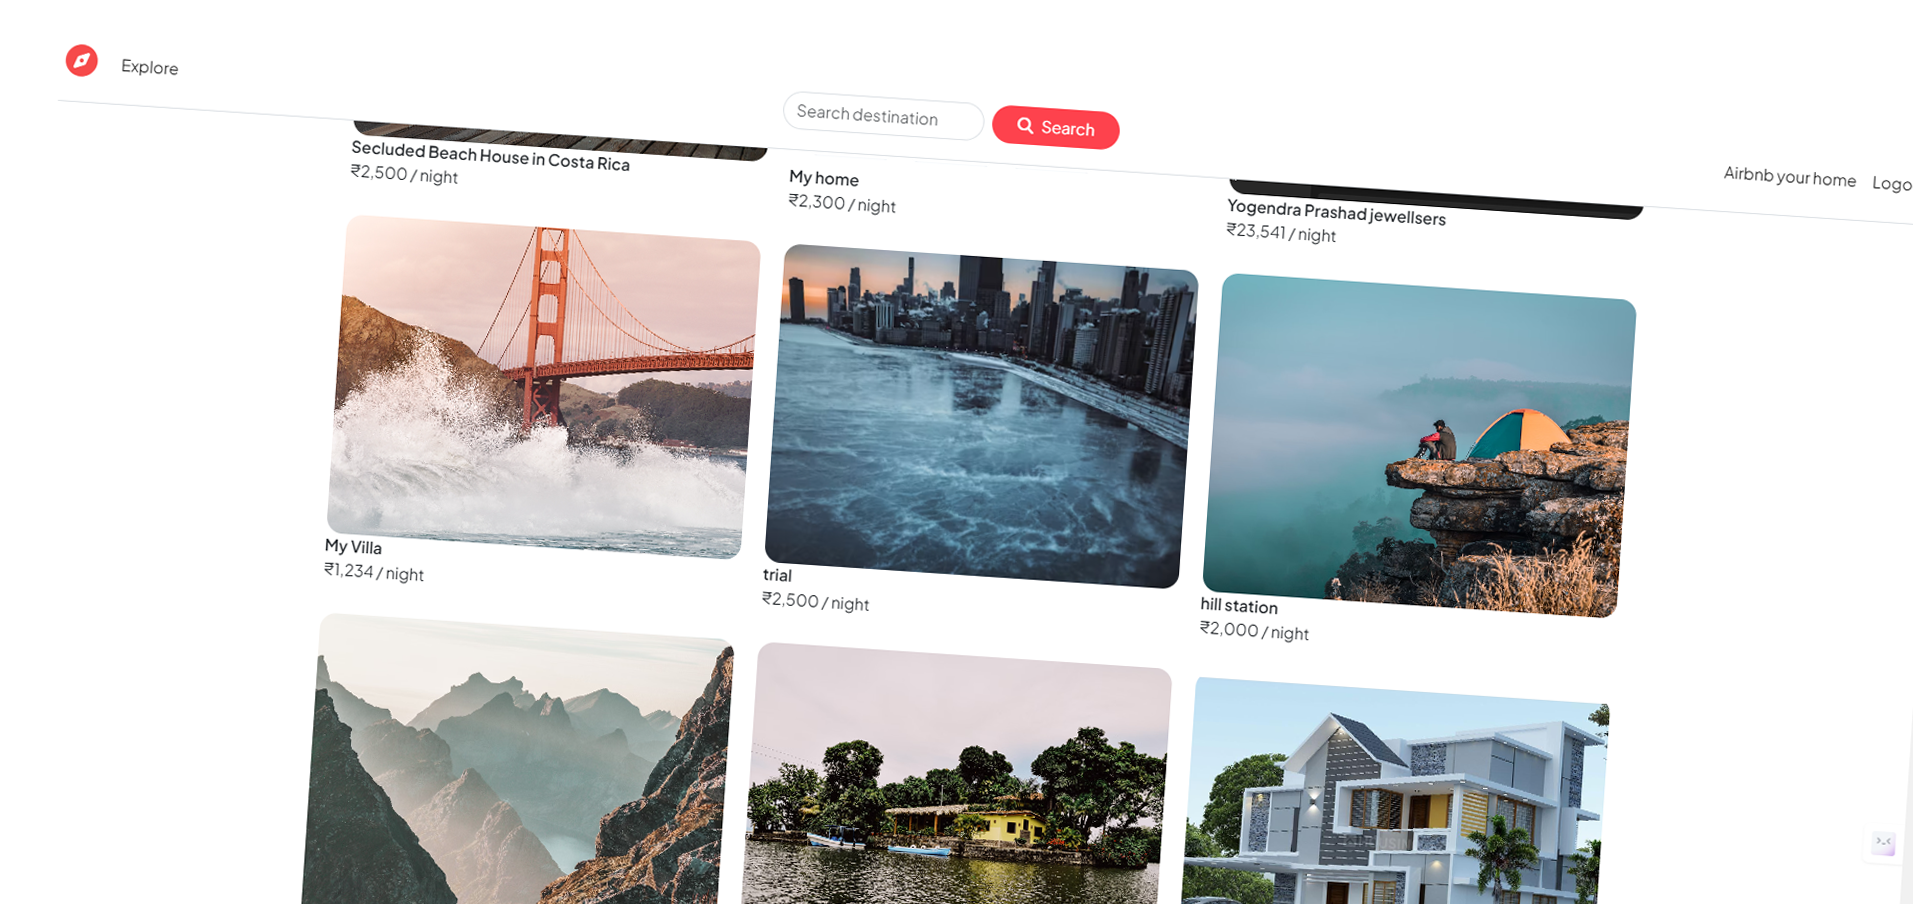 Explore
Search destination
Search
Airbnb your home
Logo
Secluded Beach House in Costa Rica
₹2,500 / night
My home
₹2,300 / night
Yogendra Prashad jewellsers
₹23,541 / night
My Villa
₹1,234 / night
trial
₹2,500 / night
hill station
₹2,000 / night